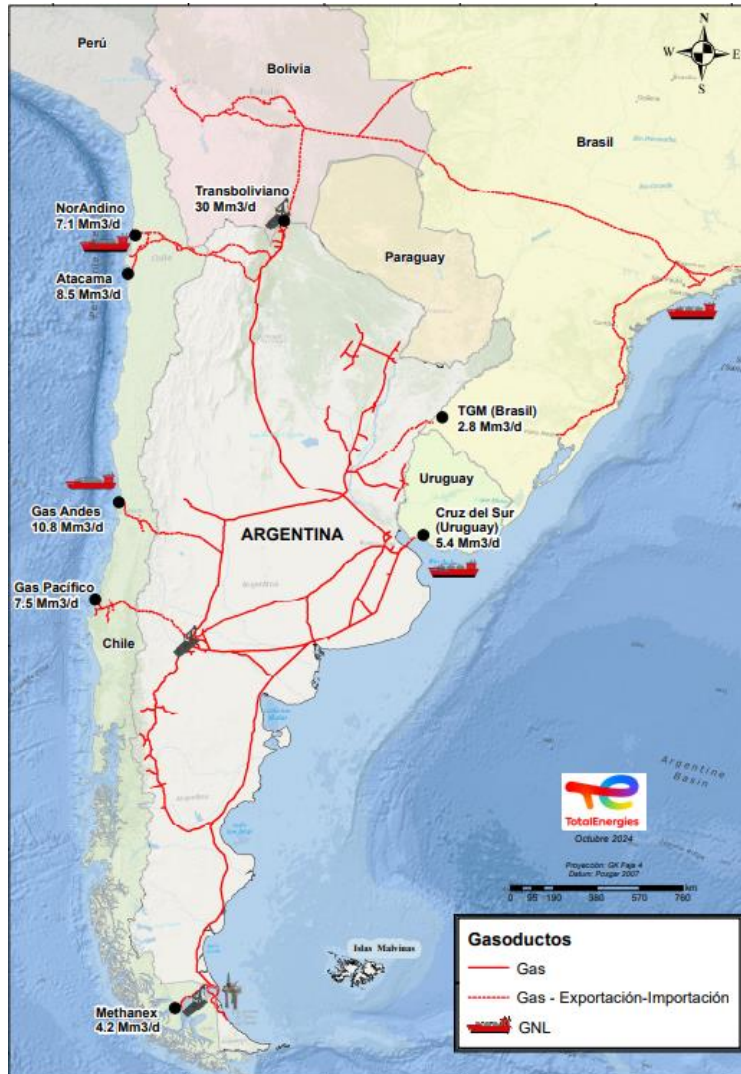 N
W
E
S
Perú
Bolivia
Brasil
Transboliviano
30 Mm3/d
NorAndino
7.1 Mm3/d
Chile
Paraguay
Atacama
8.5 Mm3/d
TGM (Brasil)
2.8 Mm3/d
Uruguay
Gas Andes
10.8 Mm3/d
ARGENTINA
Cruz del Sur
(Uruguay)
5.4 Mm3/d
Gas Pacífico
7.5 Mm3/d
Argentina
Chile
Argentine
Basin
TotalEnergies
Octubre 2024
Proyección: GK Faja 4
Datum: Posgar 2007
0 95 190 380 570 760
km
Islas Malvinas
Gasoductos
Gas
Gas - Exportación-Importación
GNL
Methanex
4.2 Mm3/d